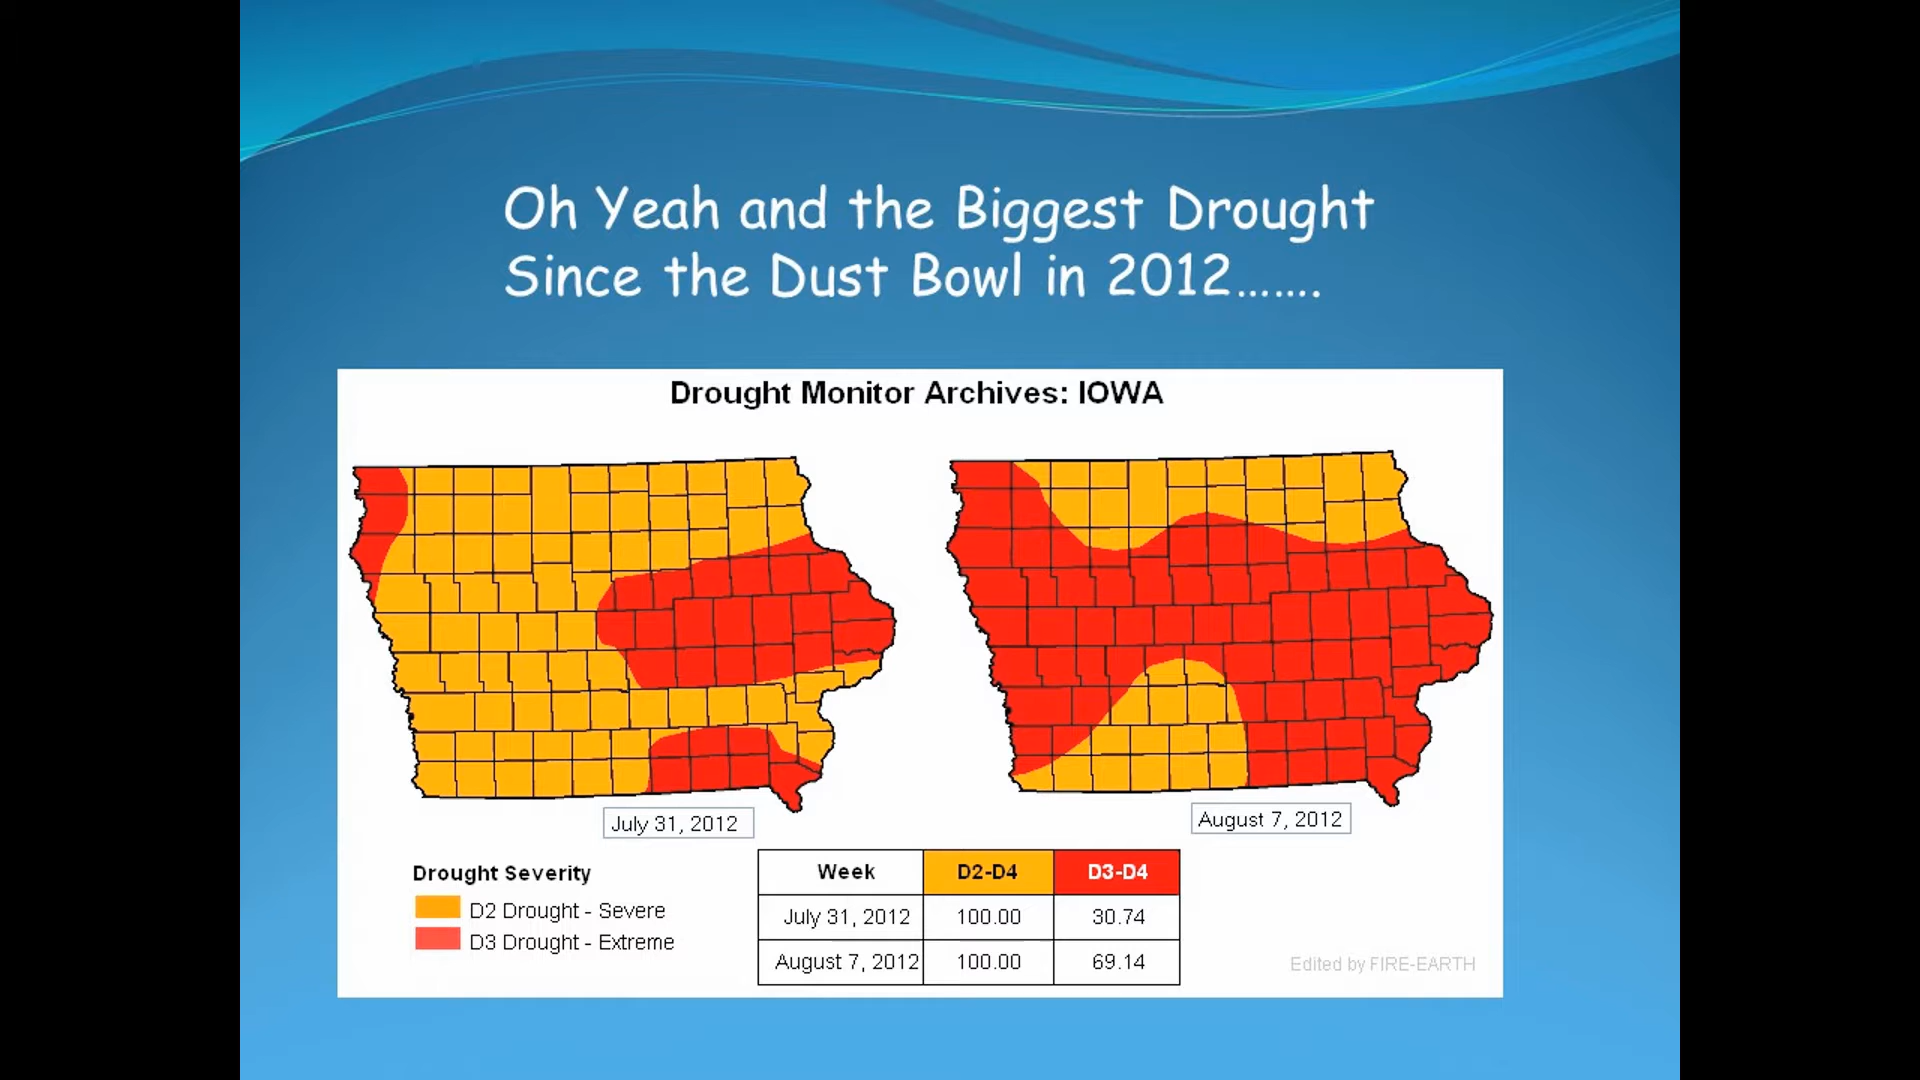 Oh Yeah and the Biggest Drought
Since the Dust Bowl in 2012.......
Drought Monitor Archives: IOWA
July 31, 2012
August 7, 2012
Drought Severity
D2 Drought - Severe
D3 Drought - Extreme
Week D2-D4 D3-D4
July 31, 2012 100.00 30.74
August 7, 2012 100.00 69.14
Edited by FIRE-EARTH